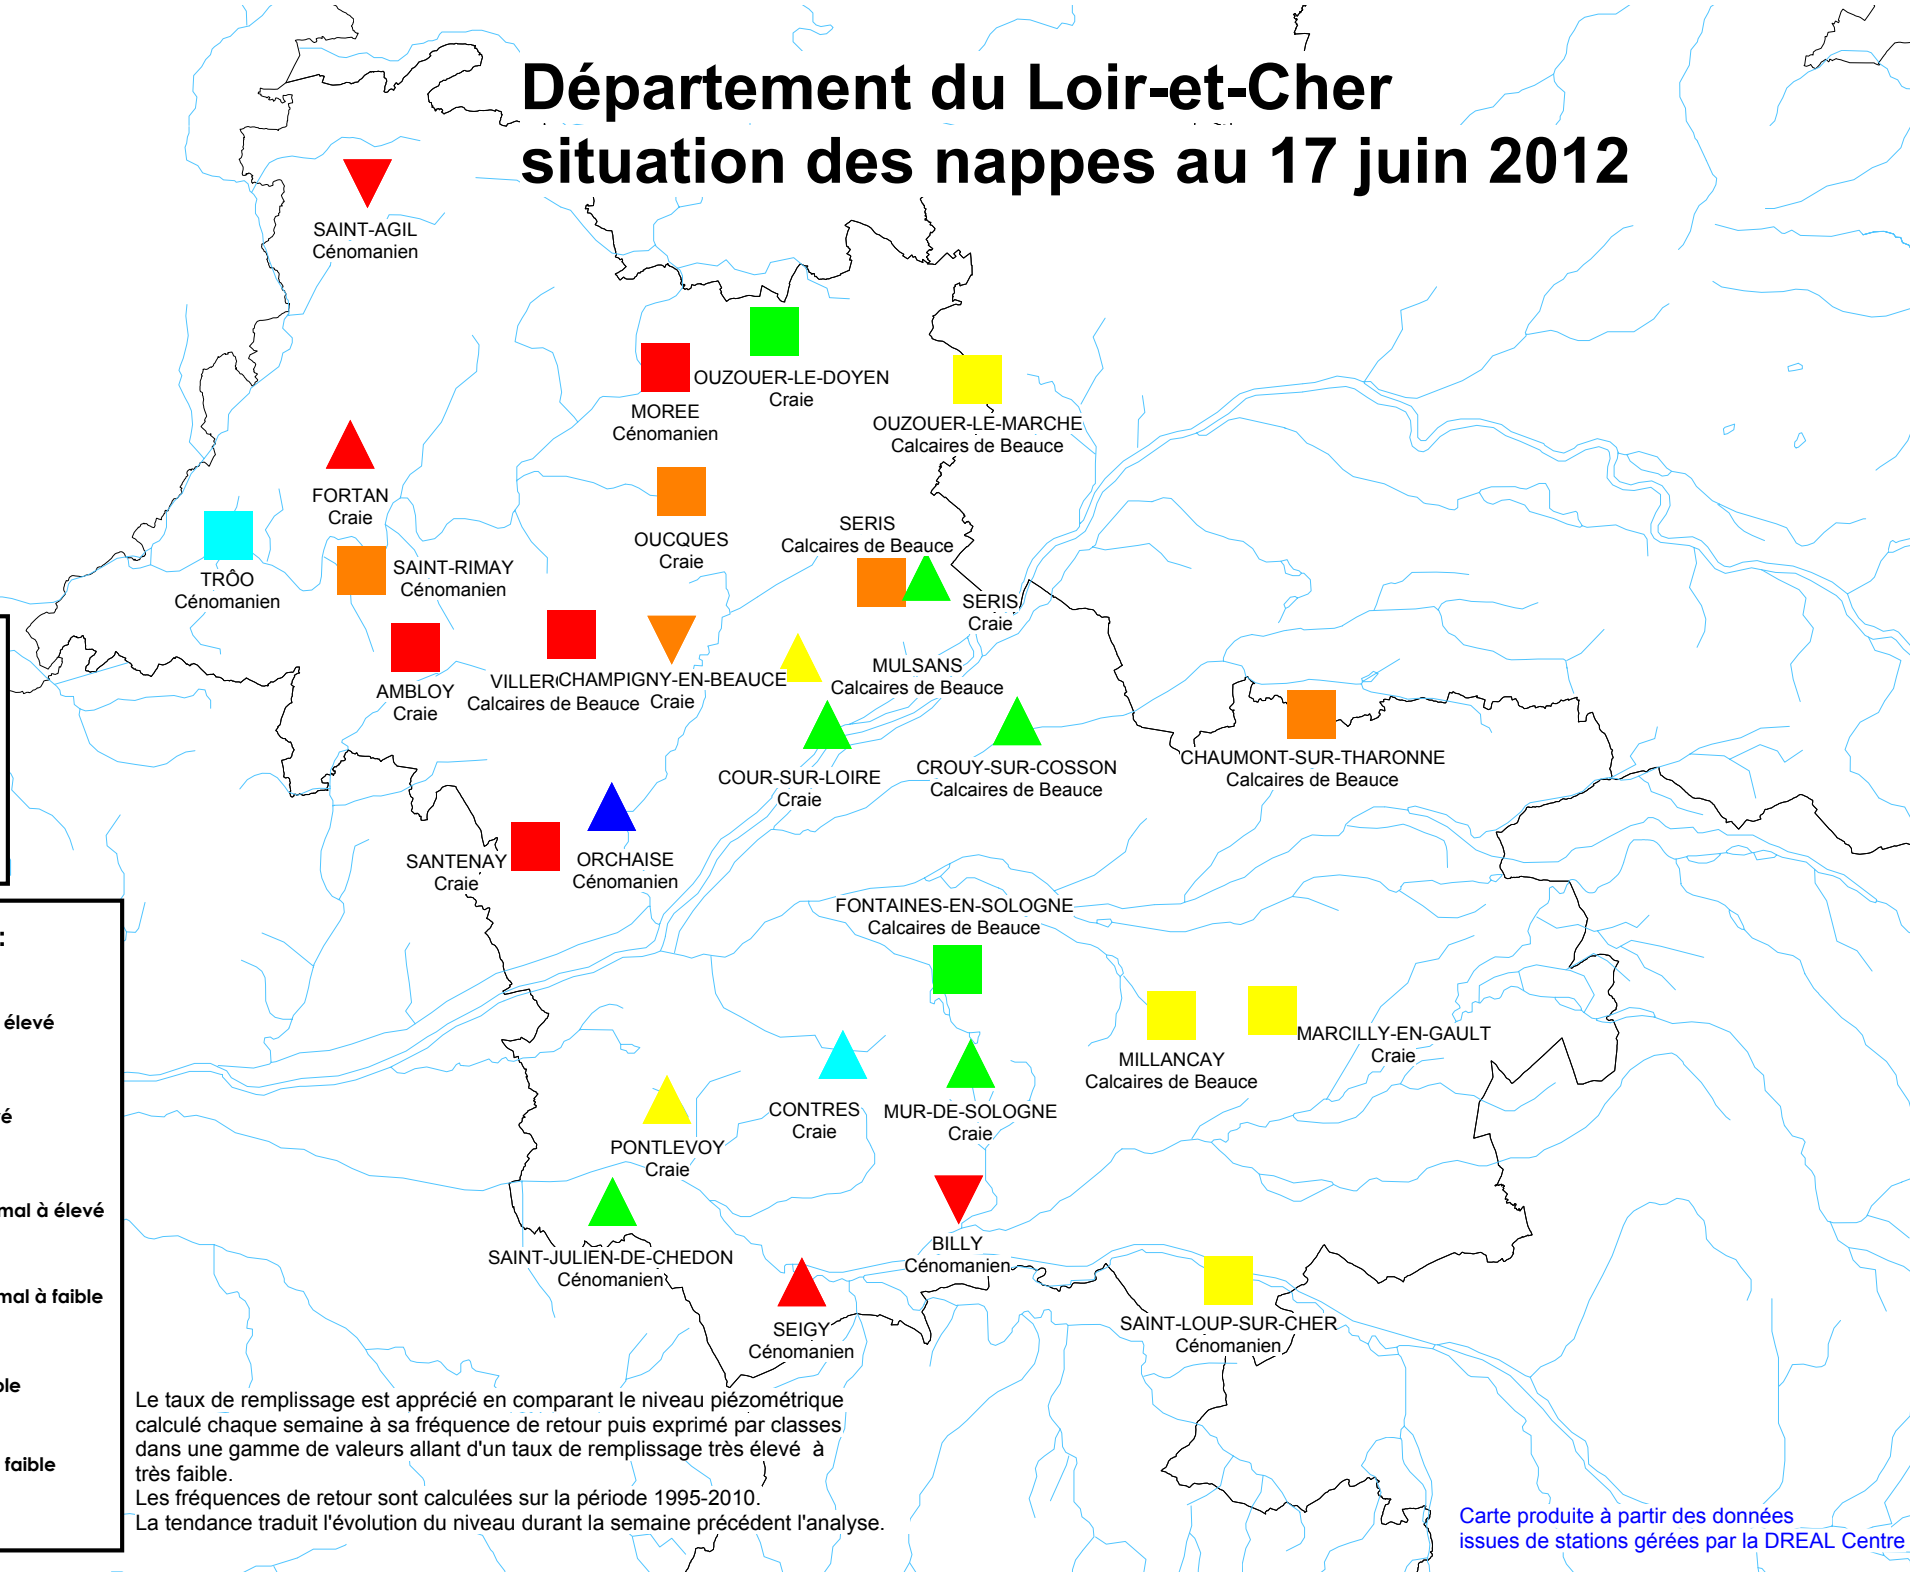 Département du Loir-et-Cher
situation des nappes au 17 juin 2012
SAINT-AGIL
Cénomanien
OUZOUER-LE-DOYEN
Craie
MOREE
Cénomanien
OUZOUER-LE-MARCHE
Calcaires de Beauce
FORTAN
Craie
OUCQUES
Craie
SERIS
Calcaires de Beauce
TRÔO
Cénomanien
SAINT-RIMAY
Cénomanien
SERIS
Craie
AMBLOY
Craie
VILLER
Calcaires de Beauce
CHAMPIGNY-EN-BEAUCE
Craie
MULSANS
Calcaires de Beauce
COUR-SUR-LOIRE
Craie
CROUY-SUR-COSSON
Calcaires de Beauce
CHAUMONT-SUR-THARONNE
Calcaires de Beauce
SANTENAY
Craie
ORCHAISE
Cénomanien
FONTAINES-EN-SOLOGNE
Calcaires de Beauce
MILLANCAY
Calcaires de Beauce
MARCILLY-EN-GAULT
Craie
CONTRES
Craie
MUR-DE-SOLOGNE
Craie
PONTLEVOY
Craie
SAINT-JULIEN-DE-CHEDON
Cénomanien
BILLY
Cénomanien
SEIGY
Cénomanien
SAINT-LOUP-SUR-CHER
Cénomanien
:
élevé
é
mal à élevé
mal à faible
ble
faible
Le taux de remplissage est apprécié en comparant le niveau piézométrique
calculé chaque semaine à sa fréquence de retour puis exprimé par classes
dans une gamme de valeurs allant d'un taux de remplissage très élevé à
très faible.
Les fréquences de retour sont calculées sur la période 1995-2010.
La tendance traduit l'évolution du niveau durant la semaine précédent l'analyse.
Carte produite à partir des données
issues de stations gérées par la DREAL Centre